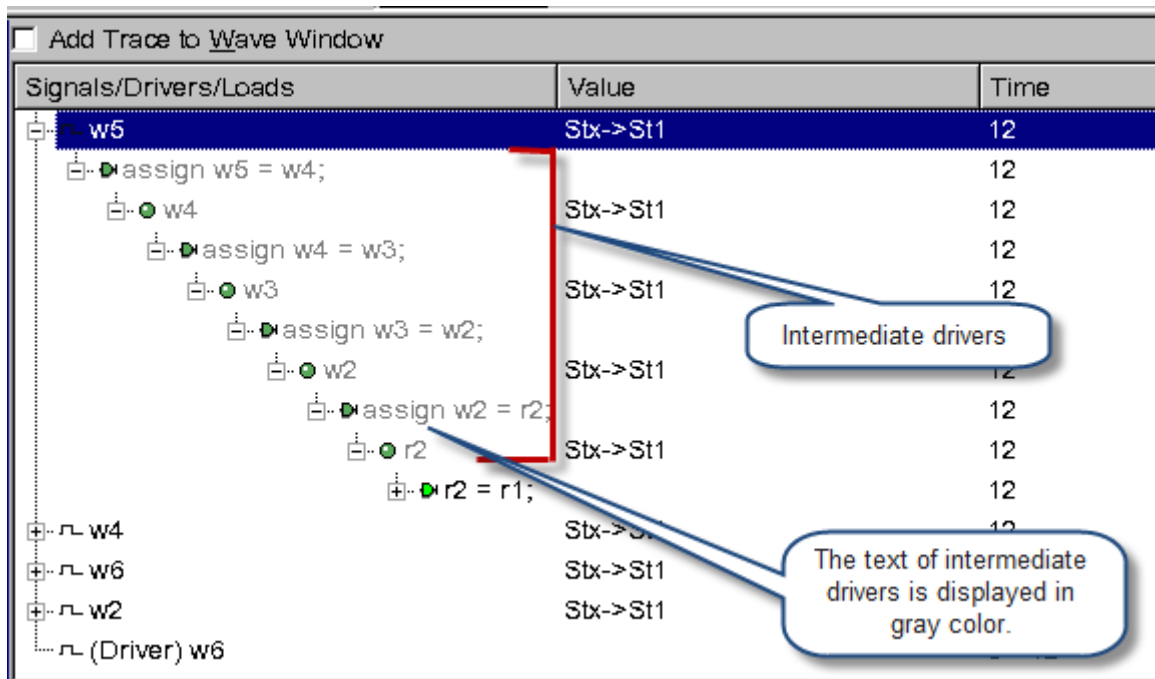 Add Trace to Wave Window
Signals/Drivers/Loads Value Time
w5 Stx->St1 12
assign w5 = w4; 12
w4 Stx->St1 12
assign w4 = w3; 12
w3 Stx->St1 12
assign w3 = w2; 12
Intermediate drivers
w2 Stx->St1 12
assign w2 = r2; 12
r2 Stx->St1 12
r2 = r1; 12
w4 12
The text of intermediate
drivers is displayed in
gray color.
w6 Stx->St1
w2 Stx->St1
(Driver) w6